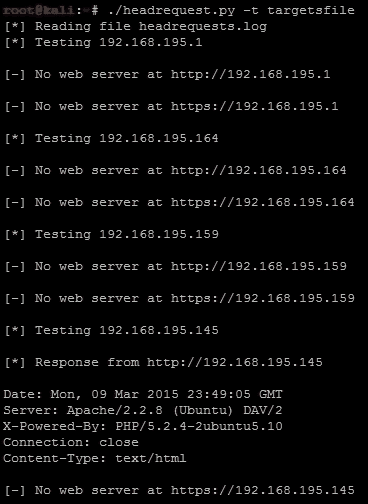 root@kali:~# ./headrequest.py -t targetsfile
[*] Reading file headrequests.log
[*] Testing 192.168.195.1
[-] No web server at http://192.168.195.1
[-] No web server at https://192.168.195.1
[*] Testing 192.168.195.164
[-] No web server at http://192.168.195.164
[-] No web server at https://192.168.195.164
[*] Testing 192.168.195.159
[-] No web server at http://192.168.195.159
[-] No web server at https://192.168.195.159
[*] Testing 192.168.195.145
[*] Response from http://192.168.195.145
Date: Mon, 09 Mar 2015 23:49:05 GMT
Server: Apache/2.2.8 (Ubuntu) DAV/2
X-Powered-By: PHP/5.2.4-2ubuntu5.10
Connection: close
Content-Type: text/html
[-] No web server at https://192.168.195.145